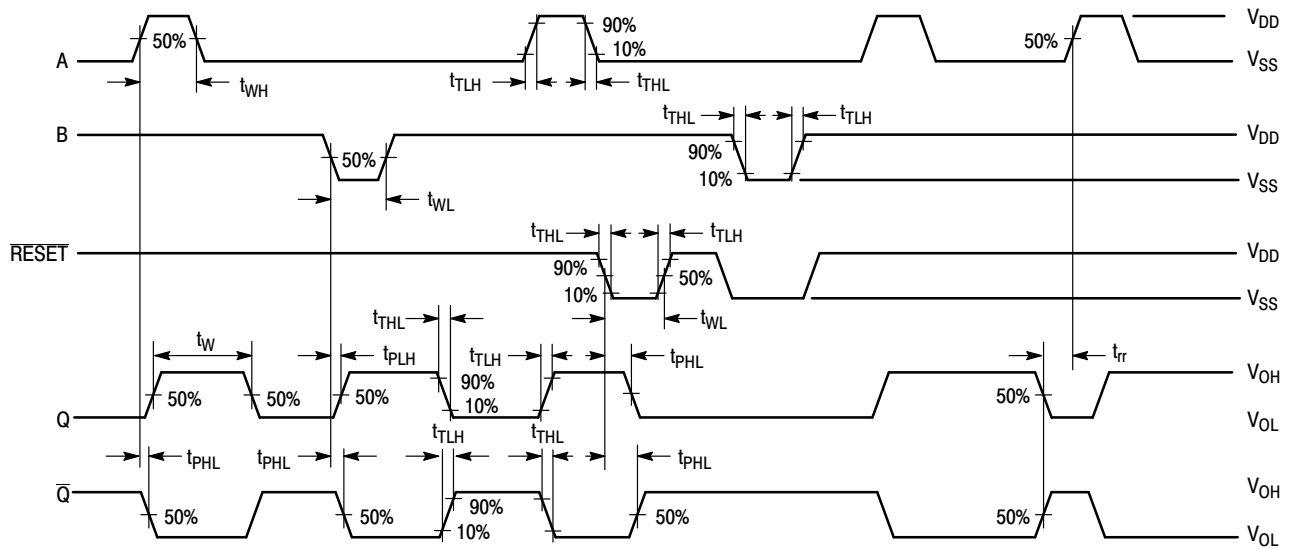 V_DD
90%
50% 10% 50%
A V_SS
t_WH t_TLH t_THL
t_THL t_TLH
B V_DD
50% 90%
10% V_SS
t_WL
t_THL t_TLH
R̅E̅S̅E̅T̅ V_DD
90% 50%
10% V_SS
t_THL t_WL
t_W t_PLH t_TLH t_PHL t_rr
V_OH
90%
50% 50% 50% 10% 50%
Q V_OL
t_TLH t_THL
t_PHL t_PHL t_PHL
Q̅ V_OH
90%
50% 50% 10% 50% 50%
V_OL